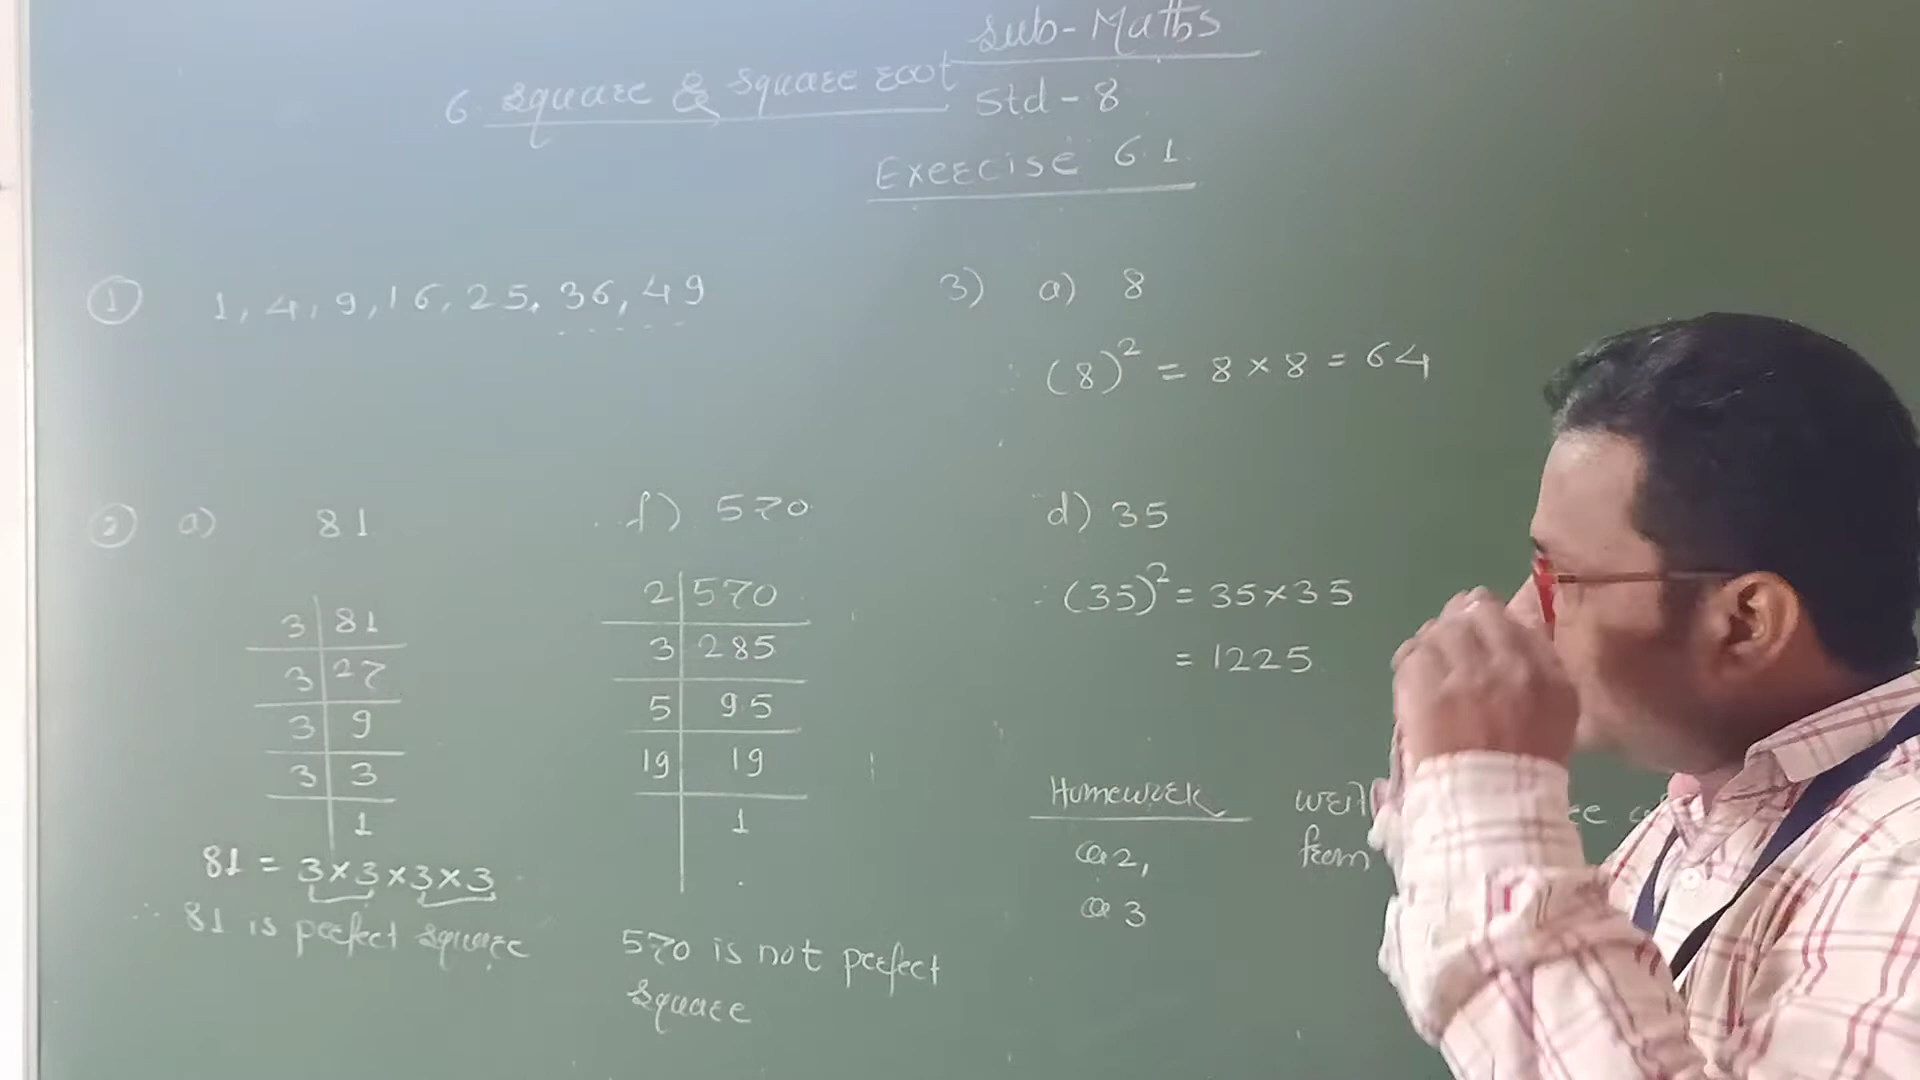 Sub-Maths
6. Square & Square root
Std-8
Exercise 6.1
1 1, 4, 9, 16, 25, 36, 49
2 a) 81
3 | 81
3 | 27
3 | 9
3 | 3
1
81 = 3×3×3×3
∴ 81 is perfect square
f) 570
2 | 570
3 | 285
5 | 95
19 | 19
1
570 is not perfect
square
3) a) 8
∴ (8)² = 8 × 8 = 64
d) 35
∴ (35)² = 35×35
= 1225
Homework
Q 2,
Q 3
from